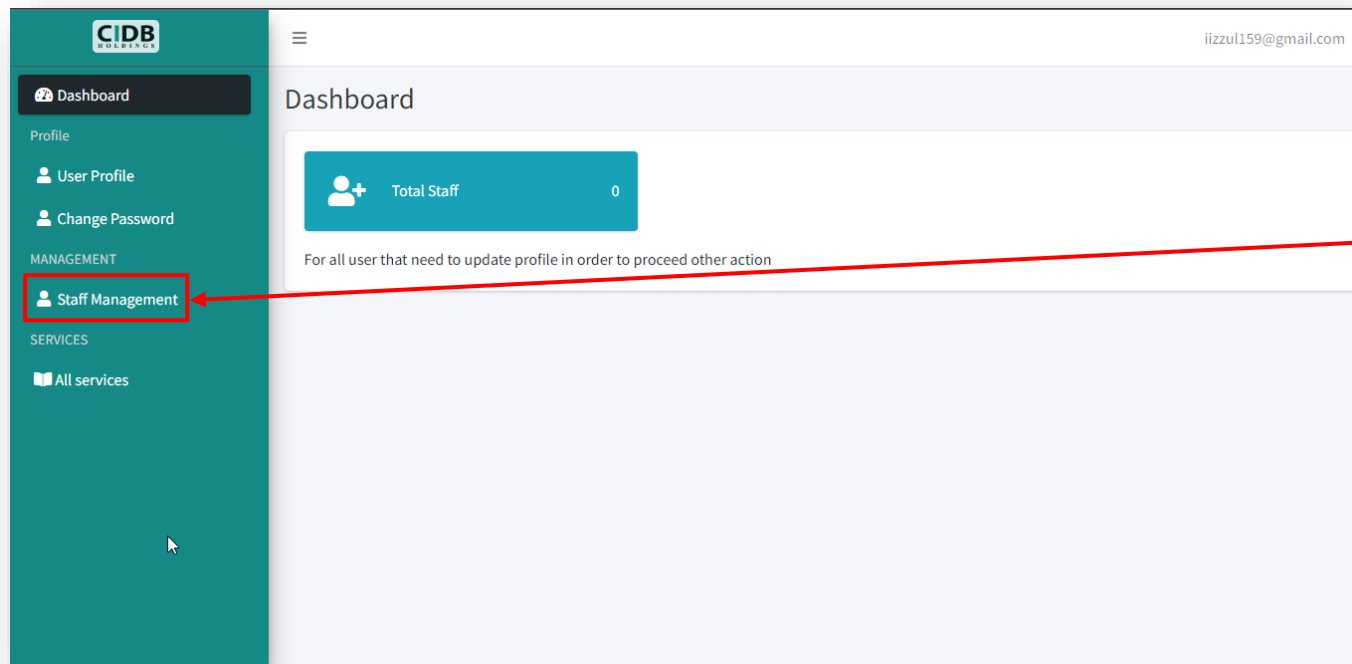 CIDB
HOLDINGS
iizzul159@gmail.com
Dashboard
Dashboard
Profile
User Profile
Total Staff 0
Change Password
MANAGEMENT
For all user that need to update profile in order to proceed other action
Staff Management
SERVICES
All services